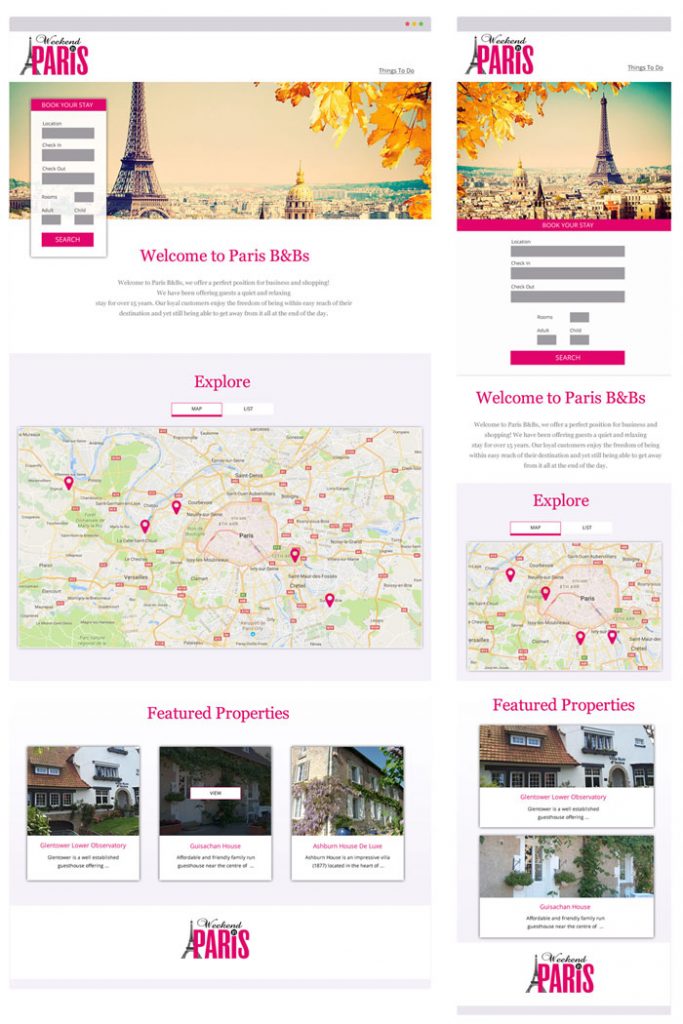 Weekend
in
PARIS
Things To Do
BOOK YOUR STAY
Location
Check In
Check Out
Rooms
Adult Child
SEARCH
Welcome to Paris B&Bs
Welcome to Paris B&Bs, we offer a perfect position for business and shopping!
We have been offering guests a quiet and relaxing
stay for over 15 years. Our loyal customers enjoy the freedom of being within easy reach of their
destination and yet still being able to get away from it all at the end of the day.
Explore
MAP LIST
Saint-Denis
Courbevoie
Neuilly-sur-Seine
Paris
Versailles
Clamart
Créteil
Featured Properties
VIEW
Glentower Lower Observatory
Glentower is a well established
guesthouse offering ...
Guisachan House
Affordable and friendly family run
guesthouse near the centre of ...
Ashburn House De Luxe
Ashburn House is an impressive villa
(1877) located in the heart of ...
Weekend
in
PARIS
Weekend
in
PARIS
Things To Do
BOOK YOUR STAY
Location
Check In
Check Out
Rooms
Adult Child
SEARCH
Welcome to Paris B&Bs
Welcome to Paris B&Bs, we offer a perfect position for business and
shopping! We have been offering guests a quiet and relaxing
stay for over 15 years. Our loyal customers enjoy the freedom of being
within easy reach of their destination and yet still being able to get away
from it all at the end of the day.
Explore
MAP LIST
Courbevoie
Neuilly-sur-Seine
Paris
Clamart
Créteil
Featured Properties
Glentower Lower Observatory
Glentower is a well established
guesthouse offering ...
Guisachan House
Affordable and friendly family run
guesthouse near the centre of ...
Weekend
in
PARIS